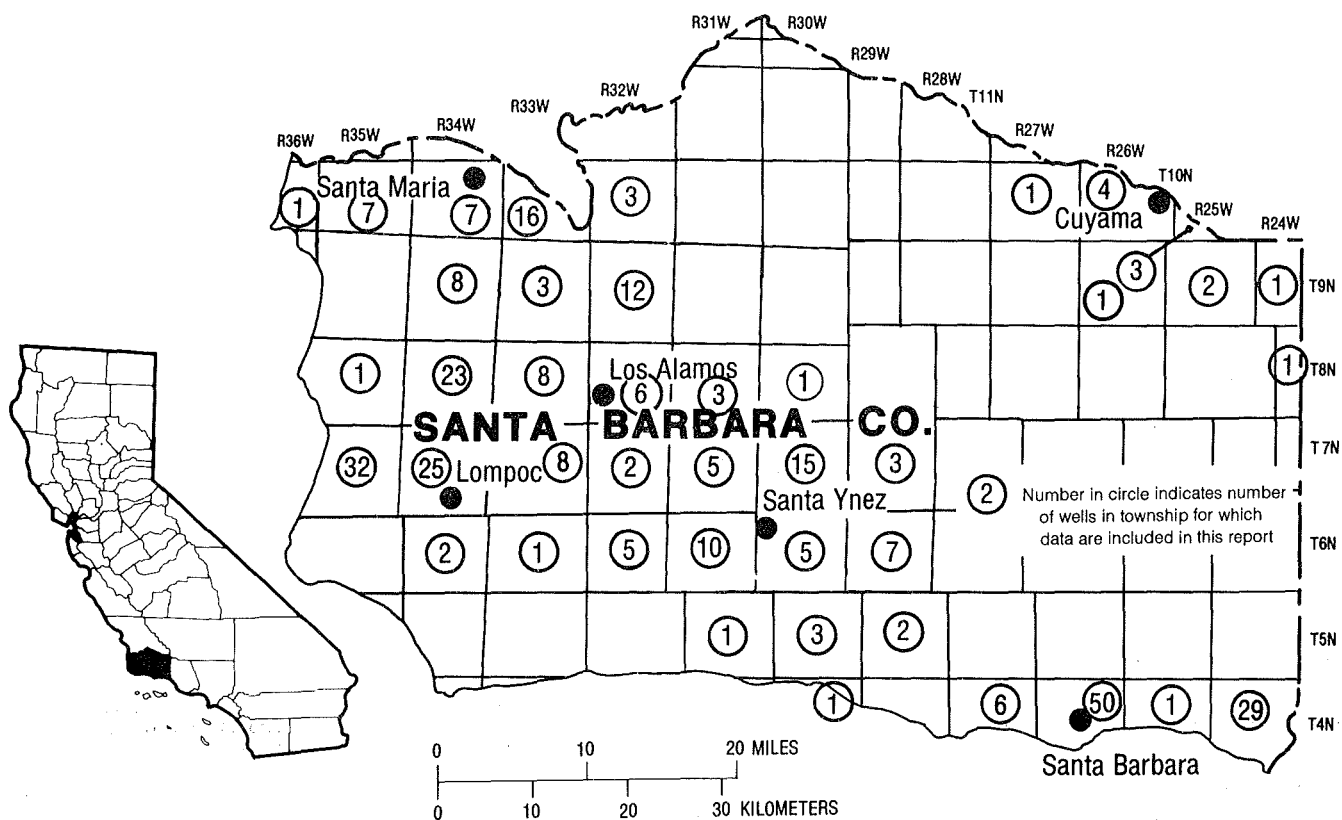 R31W
R30W
R29W
R32W
R28W
T11N
R33W
R27W
R34W
R35W
R36W
R26W
Santa Maria
T10N
3
1
4
R25W
1
7
7
16
Cuyama
R24W
3
8
3
12
1
2
1
T9N
Los Alamos
1
23
8
6
3
1
1
T8N
SANTA BARBARA CO.
T7N
32
25
Lompoc
8
2
5
15
3
Santa Ynez
2
Number in circle indicates number
of wells in township for which
data are included in this report
2
1
5
10
5
7
T6N
1
3
2
T5N
1
6
50
1
29
T4N
Santa Barbara
0 10 20 MILES
0 10 20 30 KILOMETERS